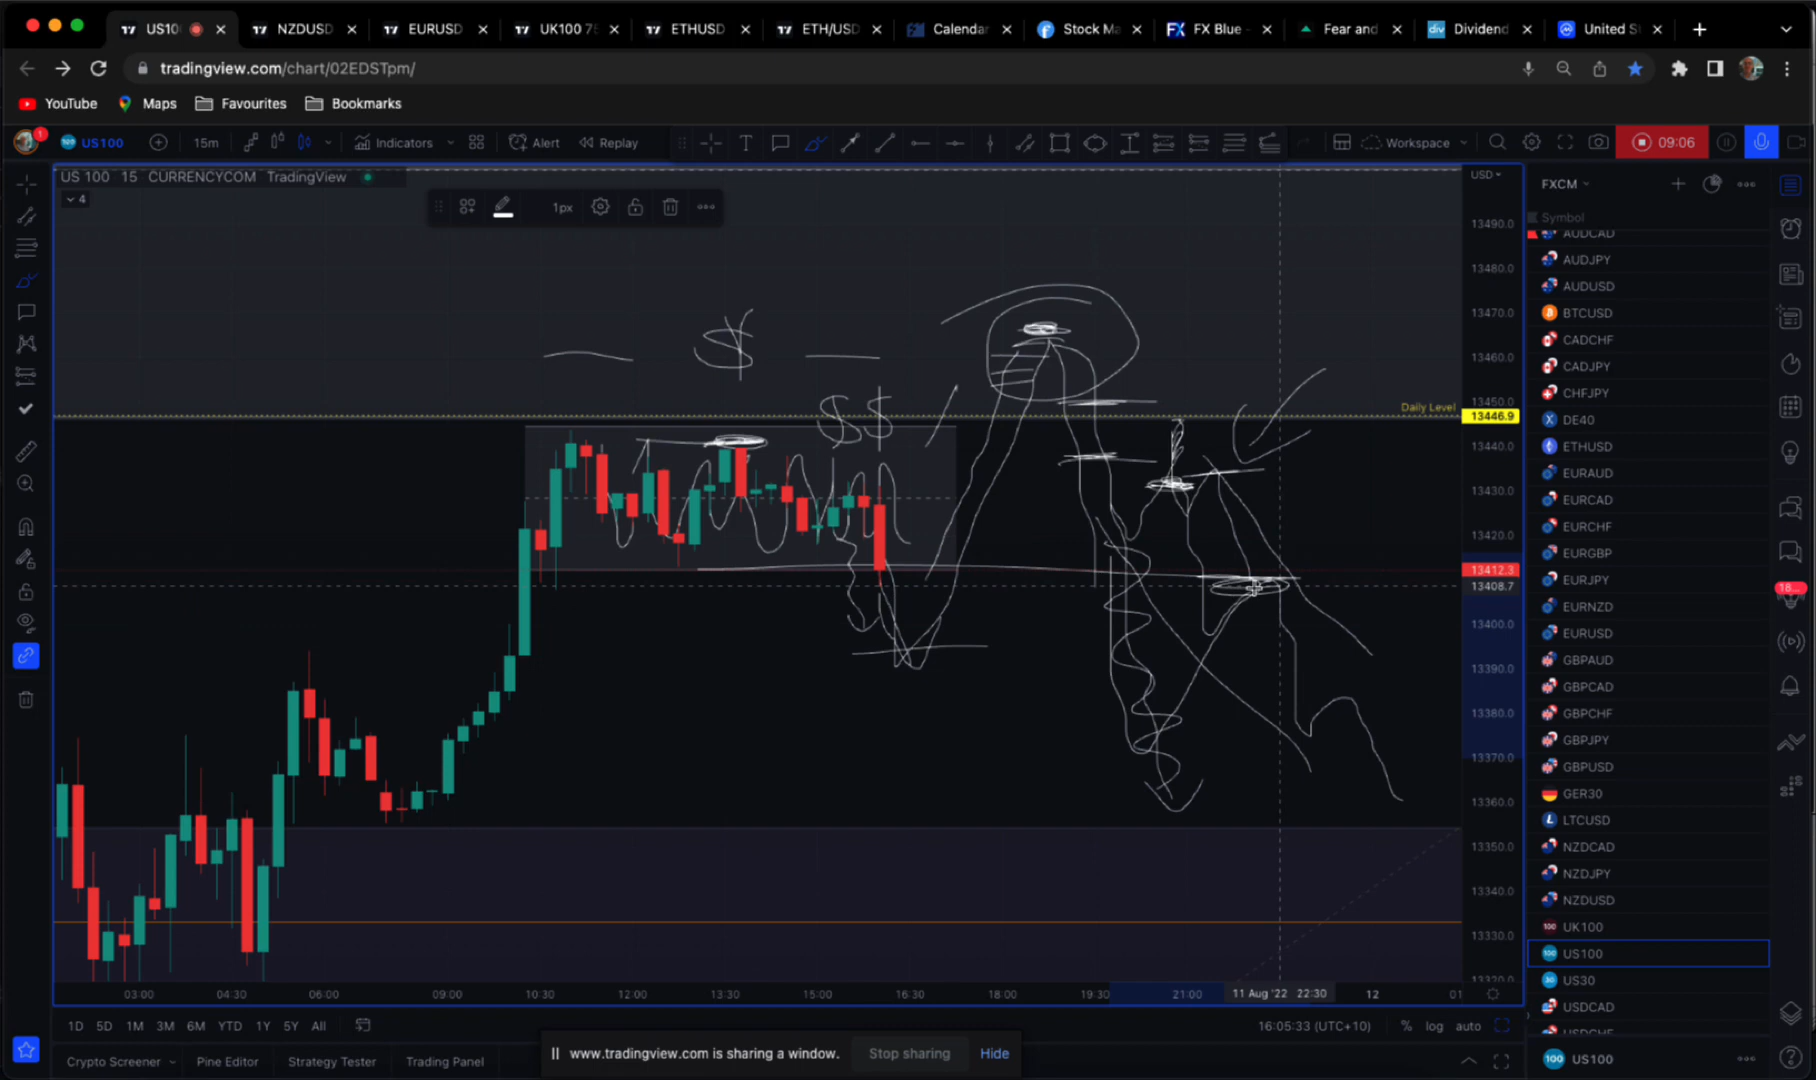 US10
NZDUSD
EURUSD
UK100 75
ETHUSD
ETH/USD
Calendar
Stock Ma
FX Blue -
Fear and
Dividend
United S
tradingview.com/chart/02EDSTpm/
YouTube
Maps
Favourites
Bookmarks
1
US100
15m
Indicators
Alert
Replay
Workspace
09:06
US 100 15 CURRENCYCOM TradingView
4
1px
USD
FXCM
Symbol
13490.0
13480.0
13470.0
13460.0
13450.0
Daily Level
13446.9
13440.0
13430.0
13420.0
13412.3
13408.7
13400.0
13390.0
13380.0
13370.0
13360.0
13350.0
13340.0
13330.0
13320.0
$
$$
AUDCAD
AUDJPY
AUDUSD
BTCUSD
CADCHF
CADJPY
CHFJPY
DE40
ETHUSD
EURAUD
EURCAD
EURCHF
EURGBP
EURJPY
EURNZD
EURUSD
GBPAUD
GBPCAD
GBPCHF
GBPJPY
GBPUSD
GER30
LTCUSD
NZDCAD
NZDJPY
NZDUSD
UK100
US100
US30
USDCAD
USDCHF
18...
03:00 04:30 06:00 09:00 10:30 12:00 13:30 15:00 16:30 18:00 19:30 21:00 11 Aug '22 22:30 12 01
1D 5D 1M 3M 6M YTD 1Y 5Y All
16:05:33 (UTC+10)
% log auto
Crypto Screener
Pine Editor
Strategy Tester
Trading Panel
www.tradingview.com is sharing a window.
Stop sharing
Hide
US100